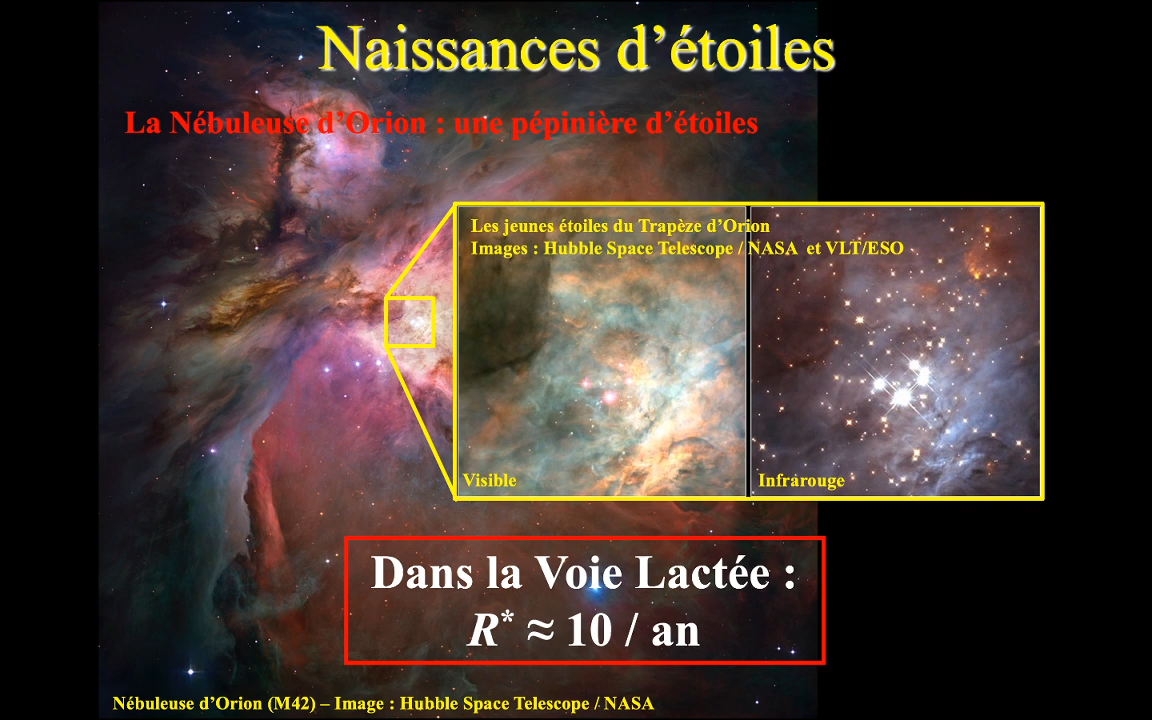 Naissances d’étoiles
La Nébuleuse d’Orion : une pépinière d’étoiles
Les jeunes étoiles du Trapèze d’Orion
Images : Hubble Space Telescope / NASA et VLT/ESO
Visible
Infrarouge
Dans la Voie Lactée :
R* ≈ 10 / an
Nébuleuse d’Orion (M42) – Image : Hubble Space Telescope / NASA